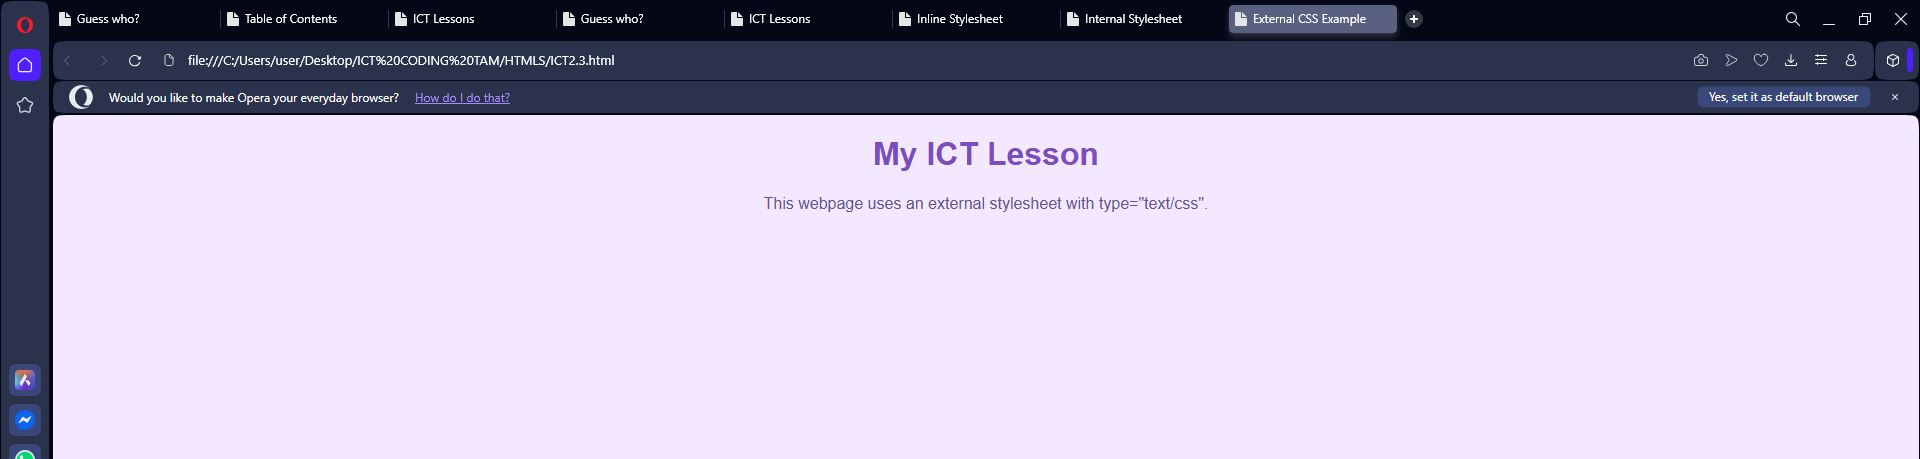 Guess who?
Table of Contents
ICT Lessons
Guess who?
ICT Lessons
Inline Stylesheet
Internal Stylesheet
External CSS Example
file:///C:/Users/user/Desktop/ICT%20CODING%20TAM/HTMLS/ICT2.3.html
Would you like to make Opera your everyday browser? How do I do that?
Yes, set it as default browser
My ICT Lesson
This webpage uses an external stylesheet with type="text/css".